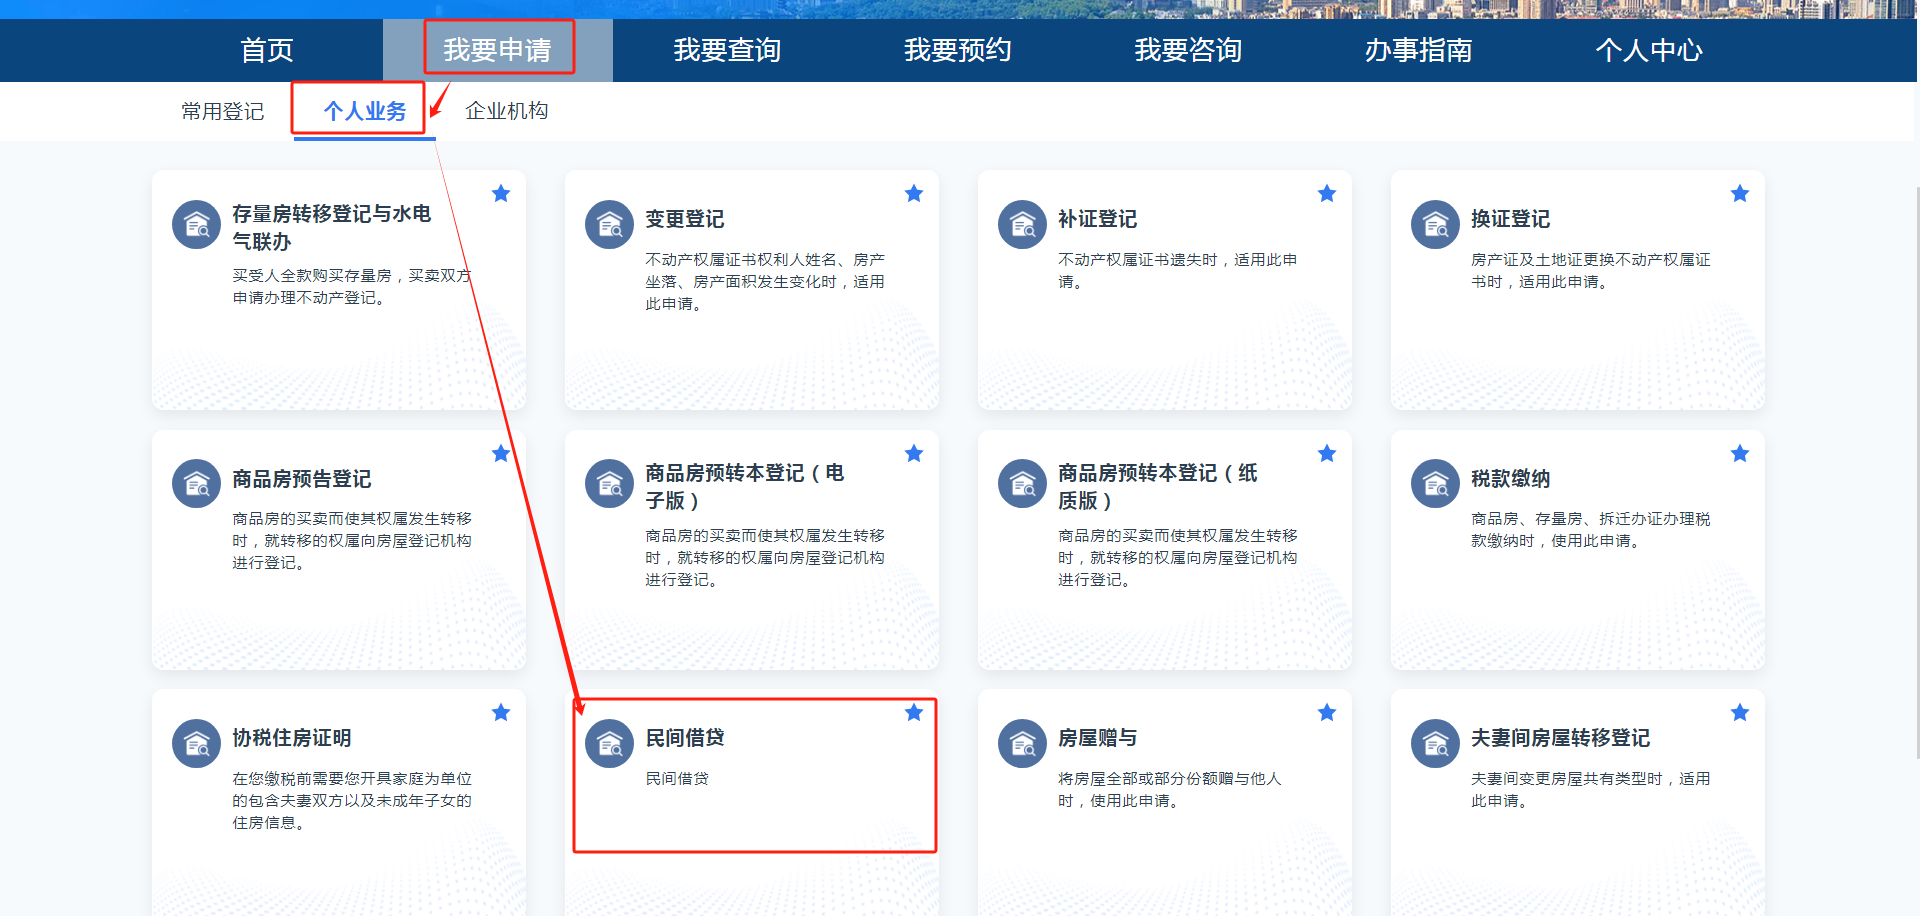 首页
我要申请
我要查询
我要预约
我要咨询
办事指南
个人中心
常用登记
个人业务
企业机构
存量房转移登记与水电
气联办
买受人全款购买存量房，买卖双方
申请办理不动产登记。
变更登记
不动产权属证书权利人姓名、房产
坐落、房产面积发生变化时，适用
此申请。
补证登记
不动产权属证书遗失时，适用此申
请。
换证登记
房产证及土地证更换不动产权属证
书时，适用此申请。
商品房预告登记
商品房的买卖而使其权属发生转移
时，就转移的权属向房屋登记机构
进行登记。
商品房预转本登记（电
子版）
商品房的买卖而使其权属发生转移
时，就转移的权属向房屋登记机构
进行登记。
商品房预转本登记（纸
质版）
商品房的买卖而使其权属发生转移
时，就转移的权属向房屋登记机构
进行登记。
税款缴纳
商品房、存量房、拆迁办证办理税
款缴纳时，使用此申请。
协税住房证明
在您缴税前需要您开具家庭为单位
的包含夫妻双方以及未成年子女的
住房信息。
民间借贷
民间借贷
房屋赠与
将房屋全部或部分份额赠与他人
时，使用此申请。
夫妻间房屋转移登记
夫妻间变更房屋共有类型时，适用
此申请。